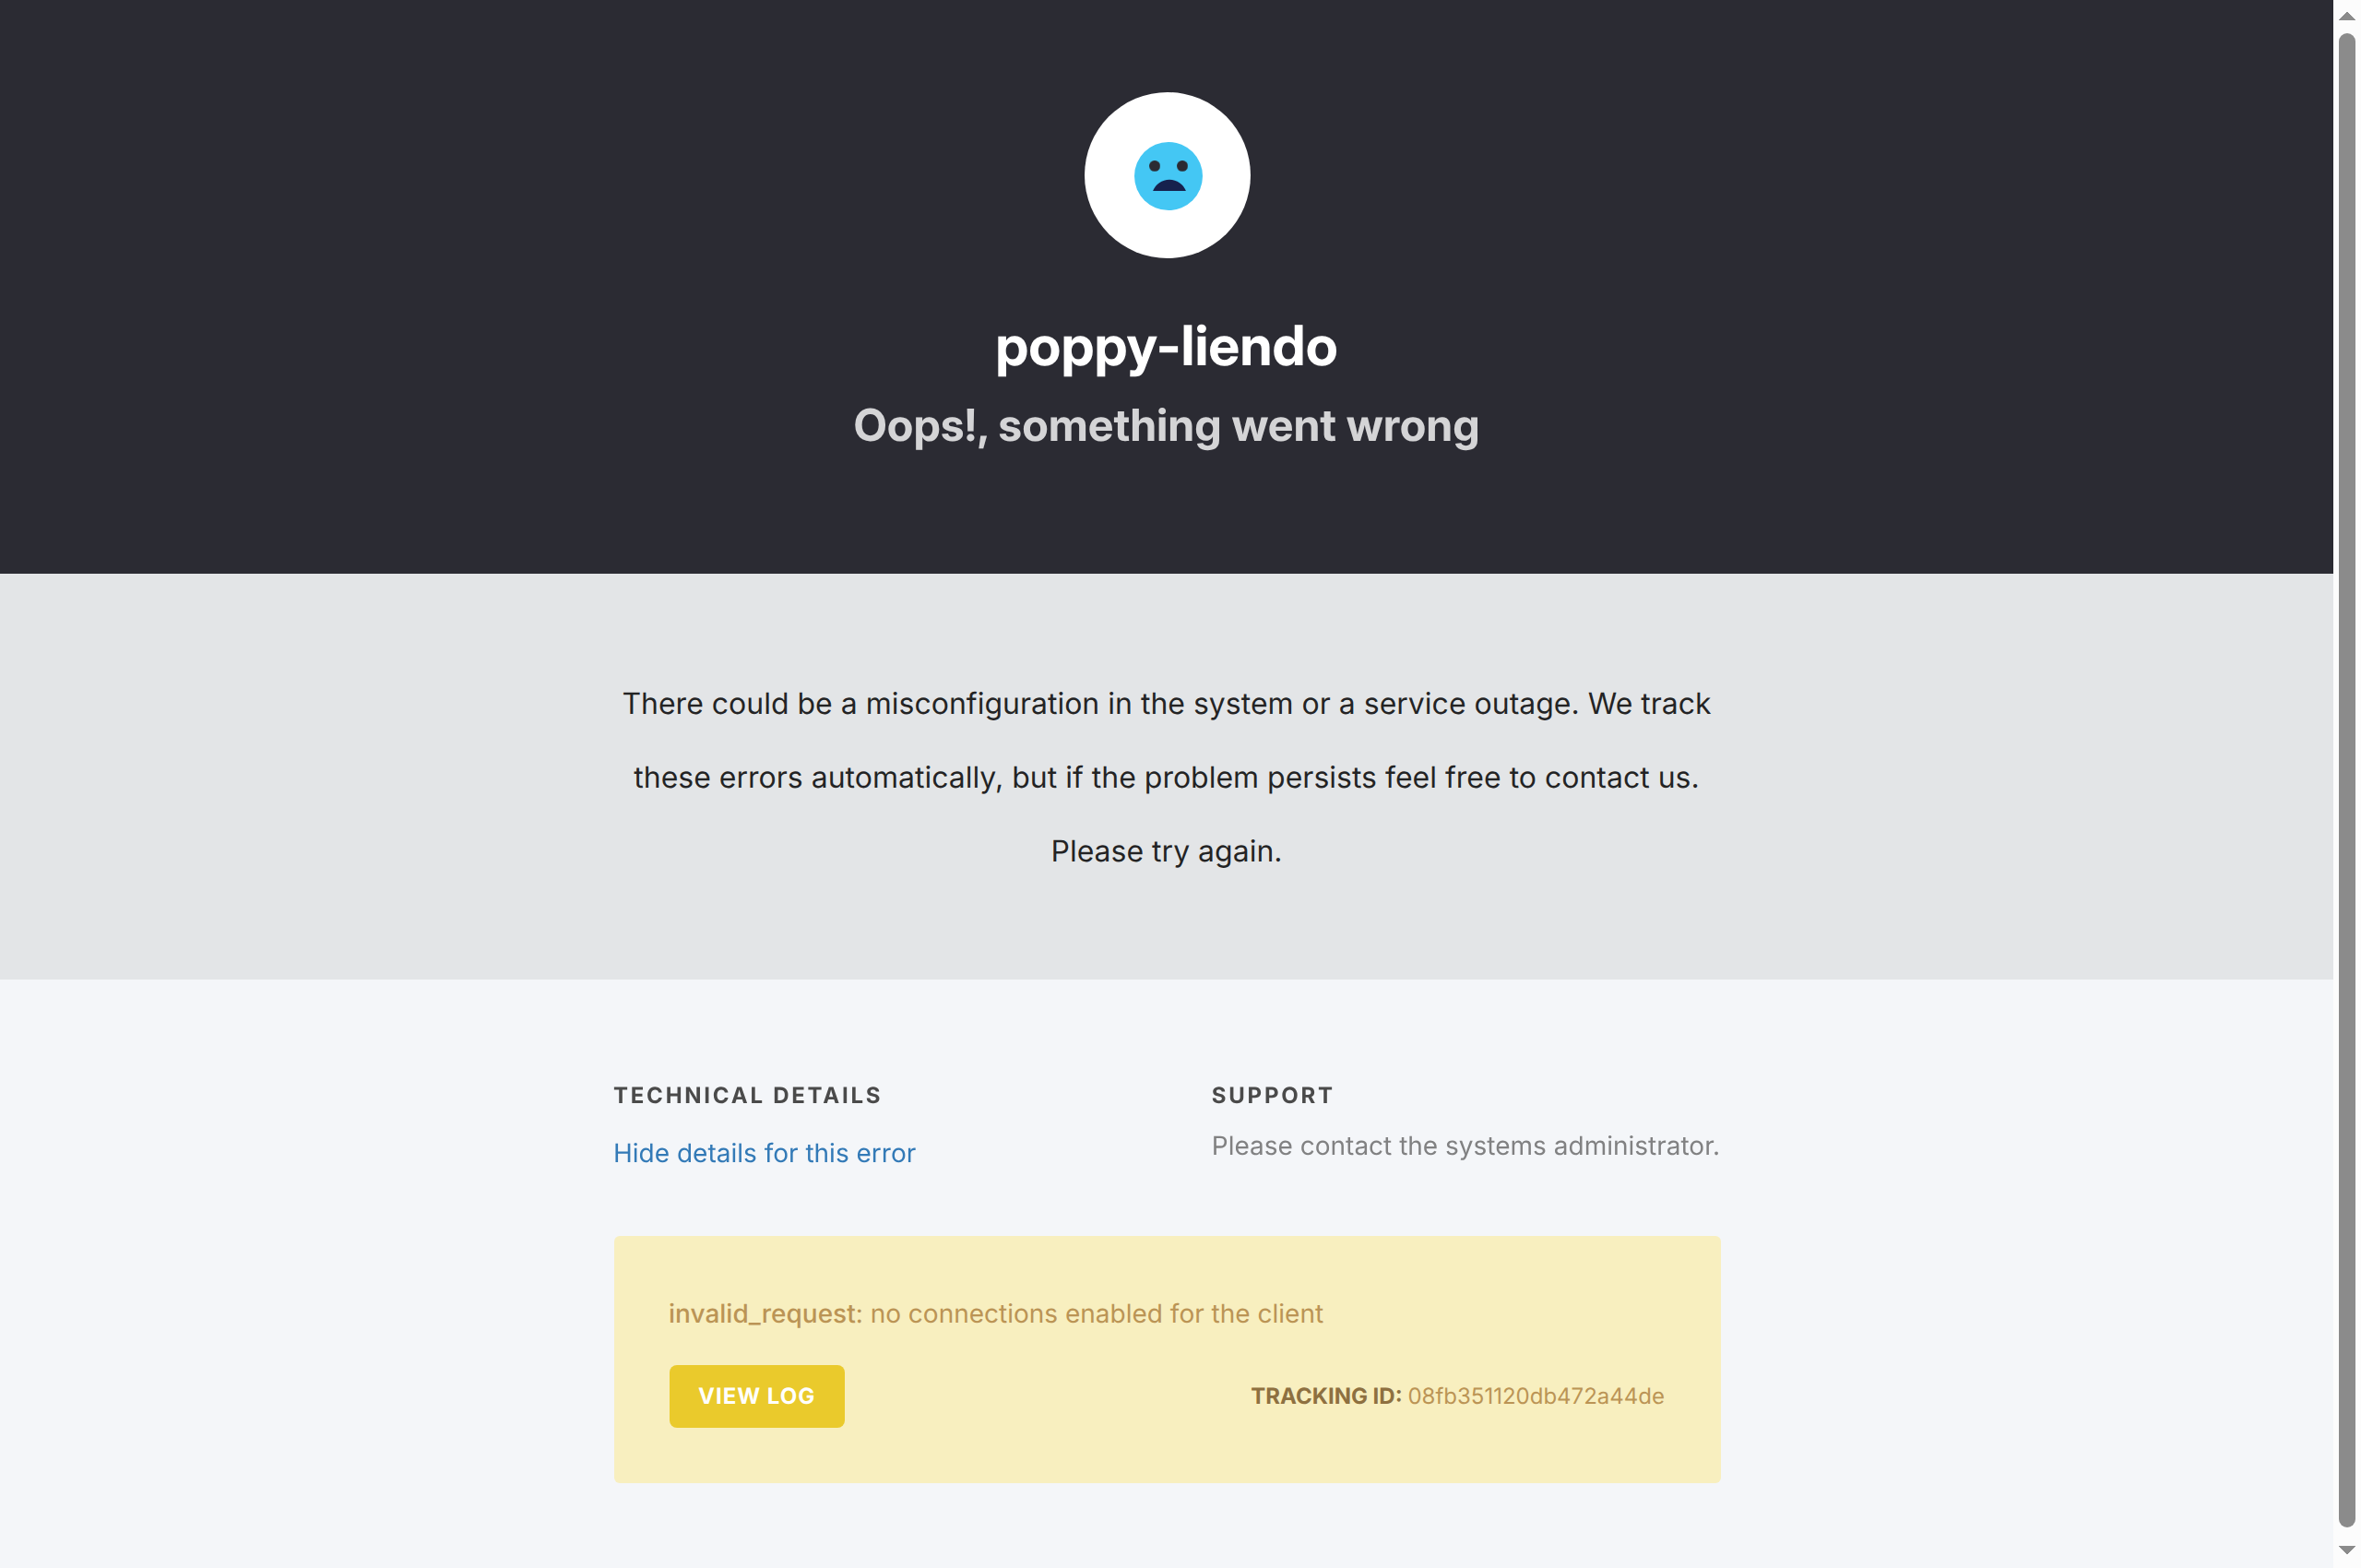 poppy-liendo
Oops!, something went wrong
There could be a misconfiguration in the system or a service outage. We track
these errors automatically, but if the problem persists feel free to contact us.
Please try again.
TECHNICAL DETAILS
Hide details for this error
SUPPORT
Please contact the systems administrator.
invalid_request: no connections enabled for the client
VIEW LOG
TRACKING ID: 08fb351120db472a44de